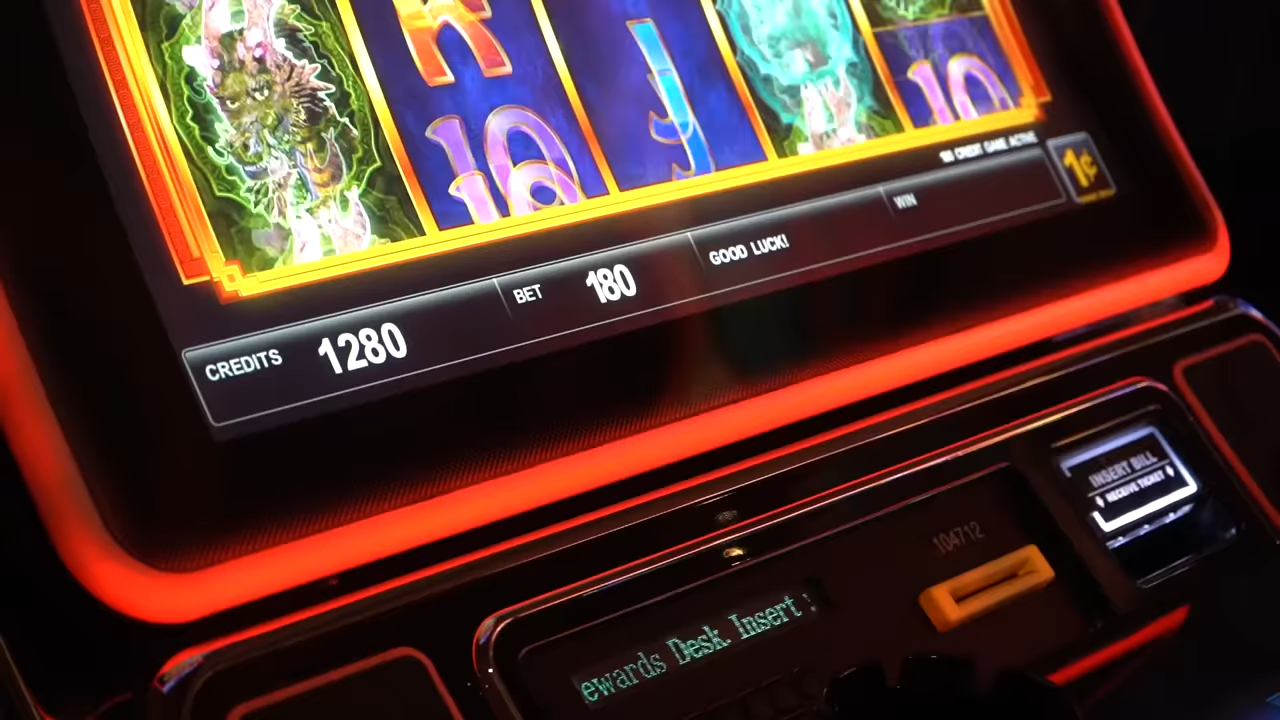 K
10
10
J
10
CREDIT GAME ACTIVE
1¢
CREDITS 1280
BET 180
GOOD LUCK!
WIN
INSERT BILL
RECEIVE TICKET
104712
ewards Desk. Insert